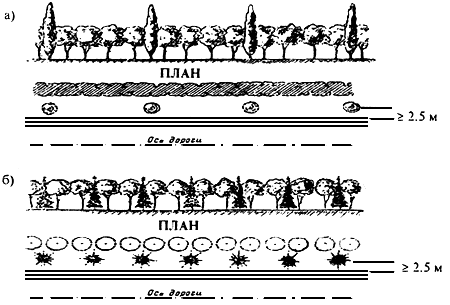 а)
ПЛАН
≥ 2.5 м
Ось дороги
б)
ПЛАН
≥ 2.5 м
Ось дороги